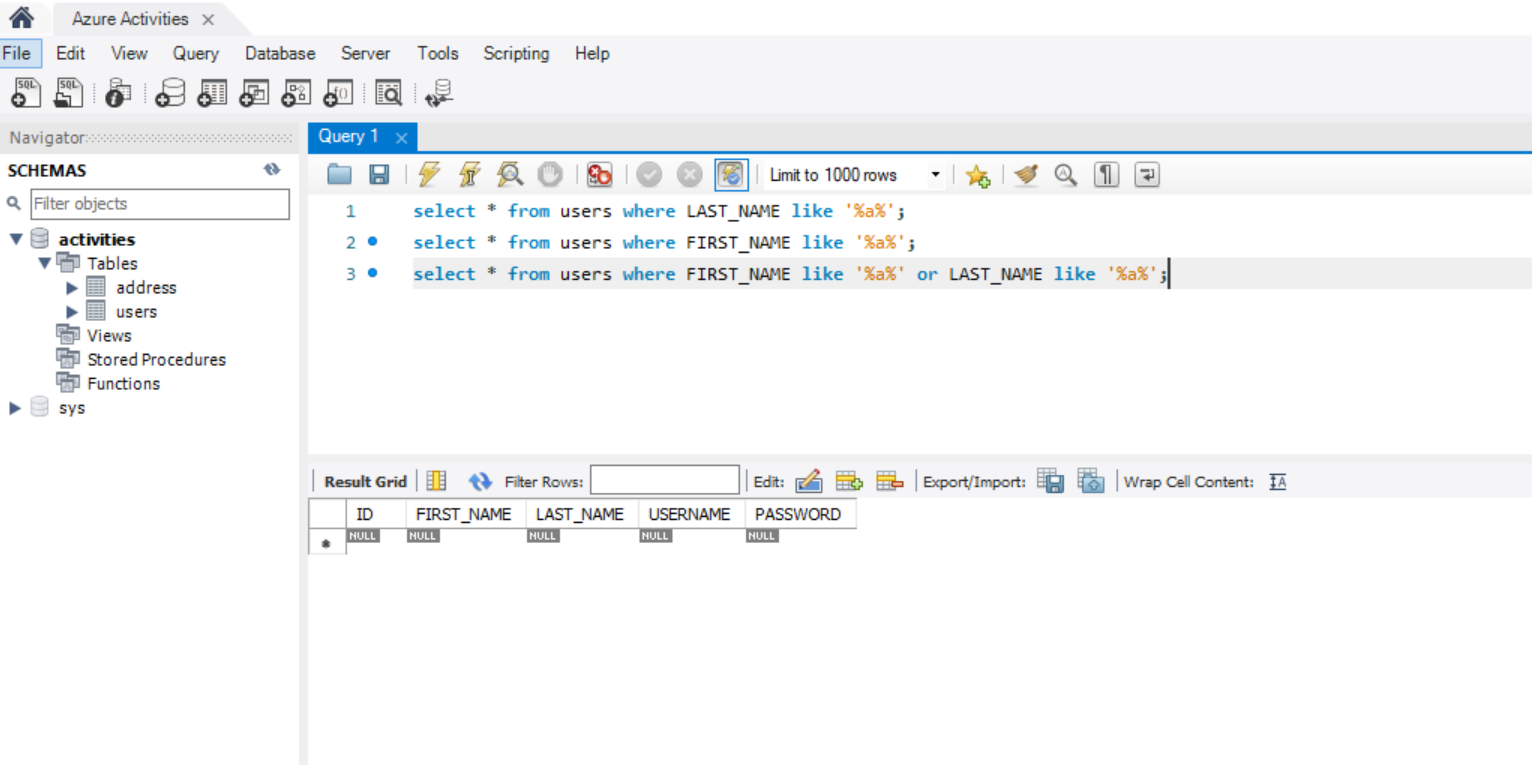 Azure Activities
File Edit View Query Database Server Tools Scripting Help
SQL SQL
Navigator
Query 1
SCHEMAS
Limit to 1000 rows
Filter objects
1 select * from users where LAST_NAME like '%a%';
2 select * from users where FIRST_NAME like '%a%';
3 select * from users where FIRST_NAME like '%a%' or LAST_NAME like '%a%';
activities
Tables
address
users
Views
Stored Procedures
Functions
sys
Result Grid Filter Rows: Edit: Export/Import: Wrap Cell Content: IA
ID FIRST_NAME LAST_NAME USERNAME PASSWORD
* NULL NULL NULL NULL NULL